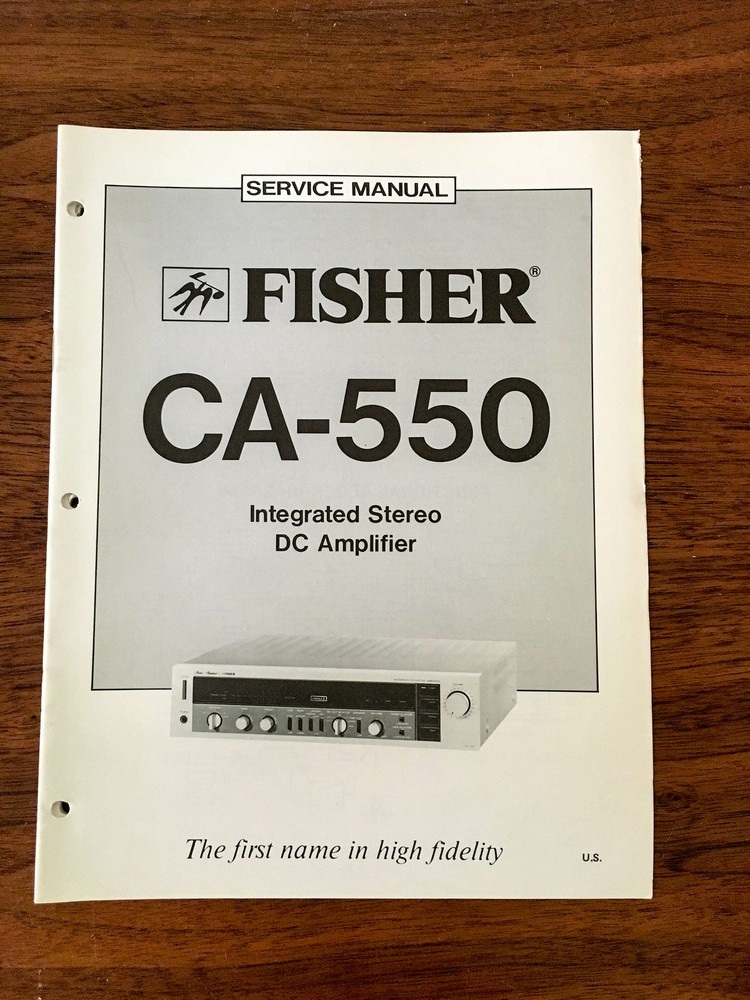 SERVICE MANUAL
FISHER®
CA-550
Integrated Stereo
DC Amplifier
The first name in high fidelity
U.S.